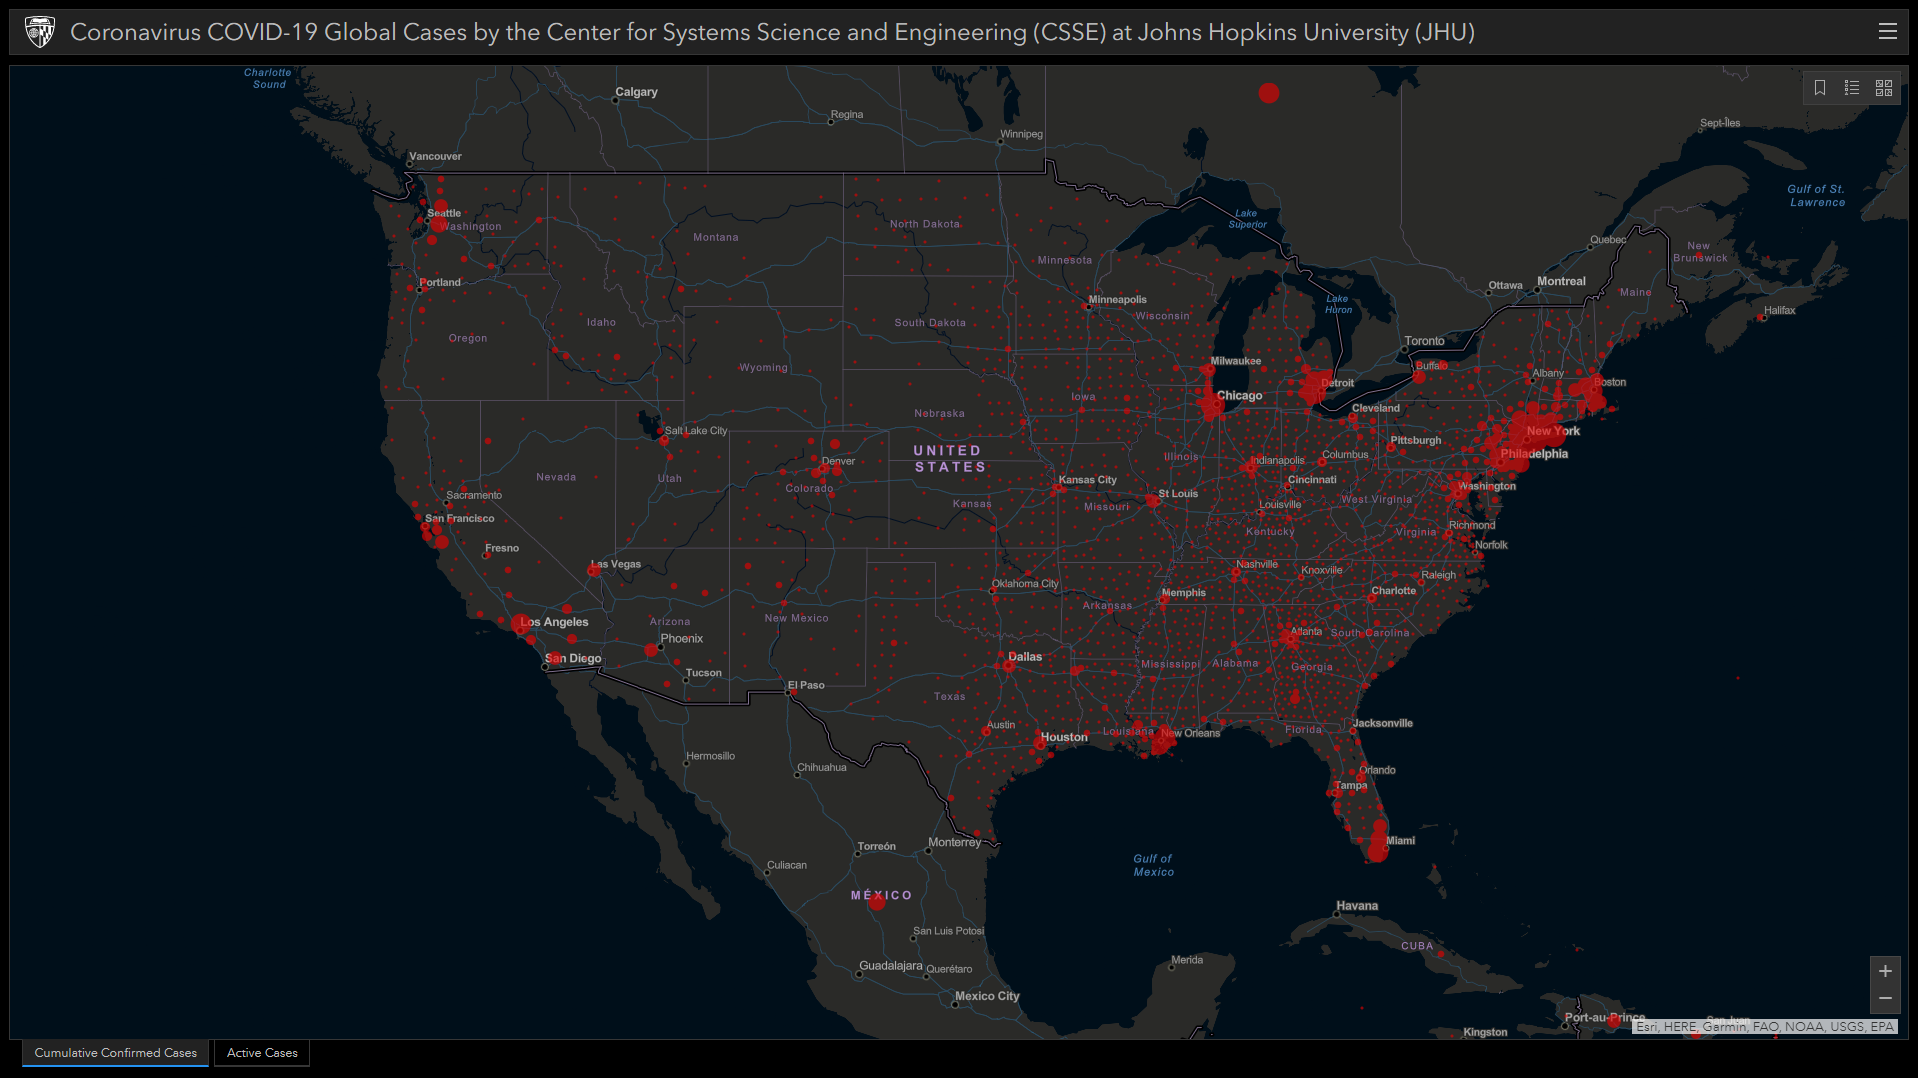 Coronavirus COVID-19 Global Cases by the Center for Systems Science and Engineering (CSSE) at Johns Hopkins University (JHU)
Charlotte
Sound
Calgary
Regina
Winnipeg
Sept-Îles
Vancouver
Gulf of St.
Lawrence
Seattle
Washington
Montana
North Dakota
Lake
Superior
Quebec
New
Brunswick
Minnesota
Portland
Ottawa
Montreal
Maine
Minneapolis
Lake
Huron
Halifax
Idaho
South Dakota
Wisconsin
Oregon
Toronto
Milwaukee
Buffalo
Wyoming
Albany
Detroit
Boston
Iowa
Chicago
Cleveland
Nebraska
Salt Lake City
New York
Pittsburgh
UNITED
STATES
Denver
Illinois
Indianapolis
Columbus
Philadelphia
Nevada
Utah
Colorado
Kansas City
Cincinnati
Washington
Sacramento
St Louis
Kansas
Missouri
Louisville
West Virginia
San Francisco
Kentucky
Virginia
Richmond
Fresno
Norfolk
Las Vegas
Nashville
Knoxville
Raleigh
Oklahoma City
Memphis
Charlotte
Arkansas
Los Angeles
Arizona
New Mexico
Atlanta
South Carolina
Phoenix
San Diego
Dallas
Mississippi
Alabama
Georgia
Tucson
El Paso
Texas
Austin
Jacksonville
Louisiana
New Orleans
Florida
Houston
Hermosillo
Chihuahua
Orlando
Tampa
Torreón
Monterrey
Miami
Culiacan
Gulf of
Mexico
MÉXICO
Havana
San Luis Potosí
CUBA
Guadalajara
Querétaro
Merida
Mexico City
Port-au-Prince
San Juan
Kingston
Esri, HERE, Garmin, FAO, NOAA, USGS, EPA
Cumulative Confirmed Cases
Active Cases